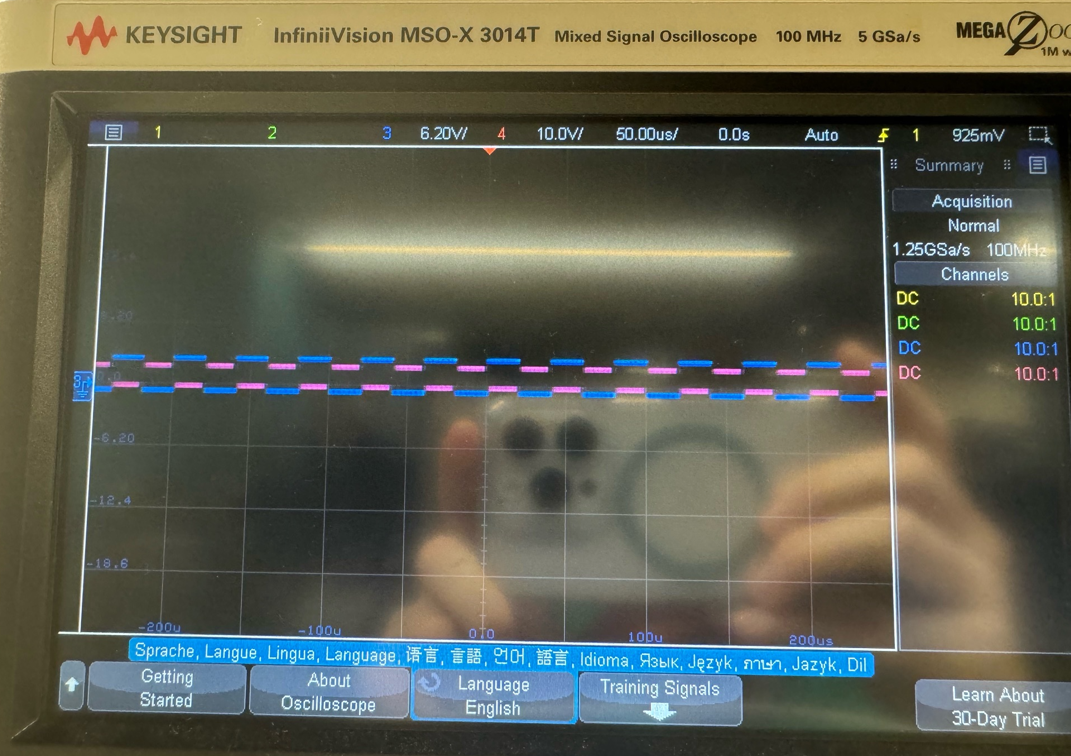 KEYSIGHT InfiniiVision MSO-X 3014T Mixed Signal Oscilloscope 100 MHz 5 GSa/s MEGA Zoo
1M w
1 2 3 6.20V/ 4 10.0V/ 50.00us/ 0.0s Auto 1 925mV
Summary
Acquisition
Normal
1.25GSa/s 100MHz
Channels
DC 10.0:1
DC 10.0:1
DC 10.0:1
DC 10.0:1
-6.20
-12.4
-18.6
-200u -100u 0.0 100u 200us
Sprache, Langue, Lingua, Language, 语言, 言語, 언어, 語言, Idioma, Язык, Język, ภาษา, Jazyk, Dil
Getting
Started
About
Oscilloscope
Language
English
Training Signals
Learn About
30-Day Trial